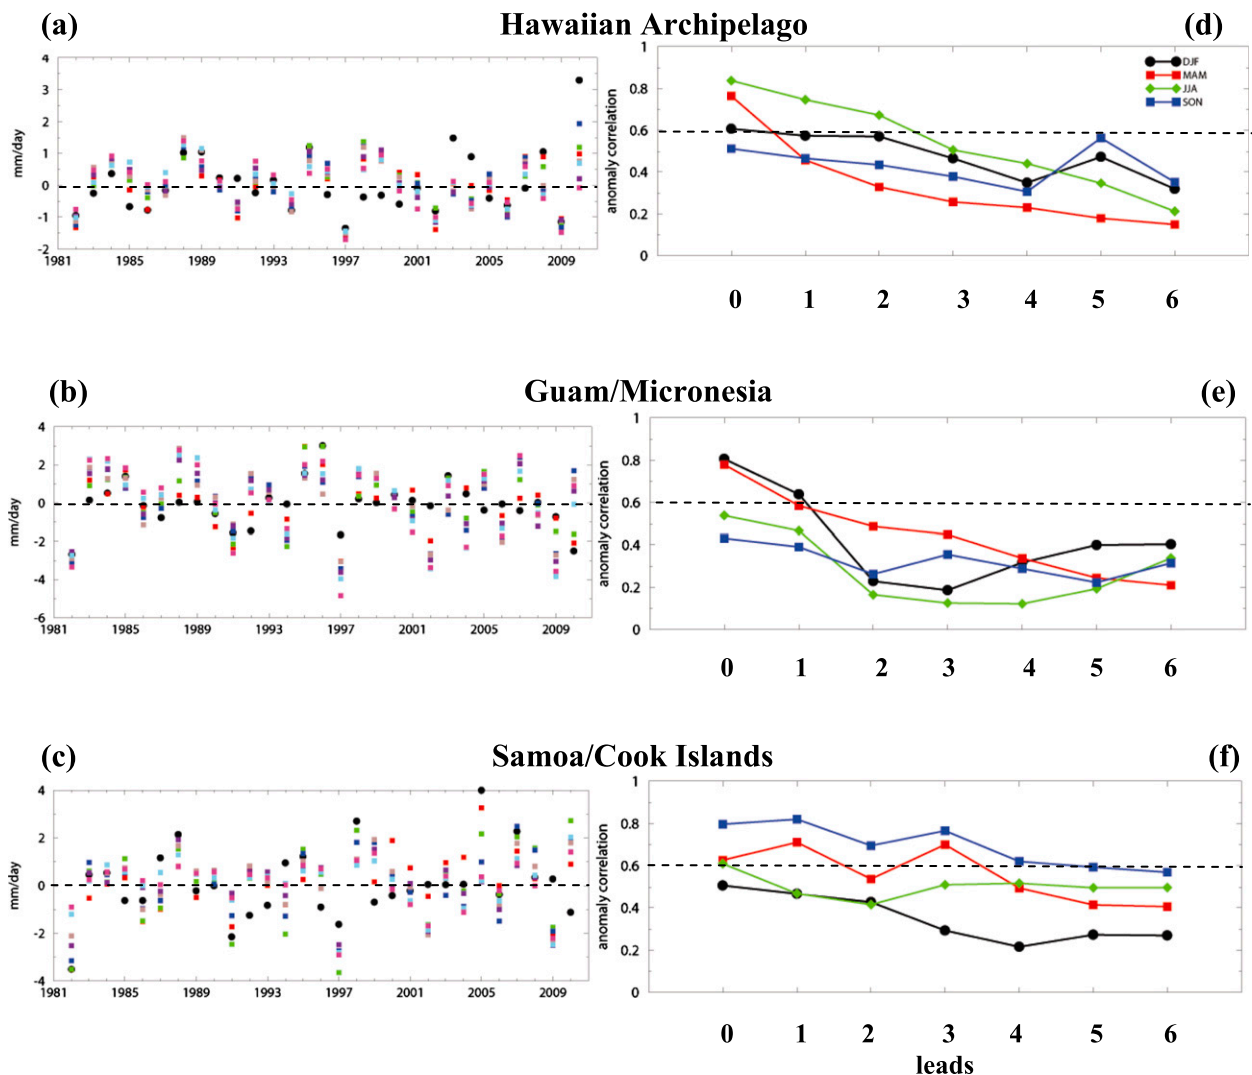 (a) Hawaiian Archipelago (d)
mm/day
4
3
2
1
0
-1
-2
1981 1985 1989 1993 1997 2001 2005 2009
anomaly correlation
1
0.8
0.6
0.4
0.2
0
DJF
MAM
JJA
SON
0 1 2 3 4 5 6
(b) Guam/Micronesia (e)
mm/day
4
2
0
-2
-4
-6
1981 1985 1989 1993 1997 2001 2005 2009
anomaly correlation
1
0.8
0.6
0.4
0.2
0
0 1 2 3 4 5 6
(c) Samoa/Cook Islands (f)
mm/day
4
2
0
-2
-4
1981 1985 1989 1993 1997 2001 2005 2009
anomaly correlation
1
0.8
0.6
0.4
0.2
0
0 1 2 3 4 5 6
leads